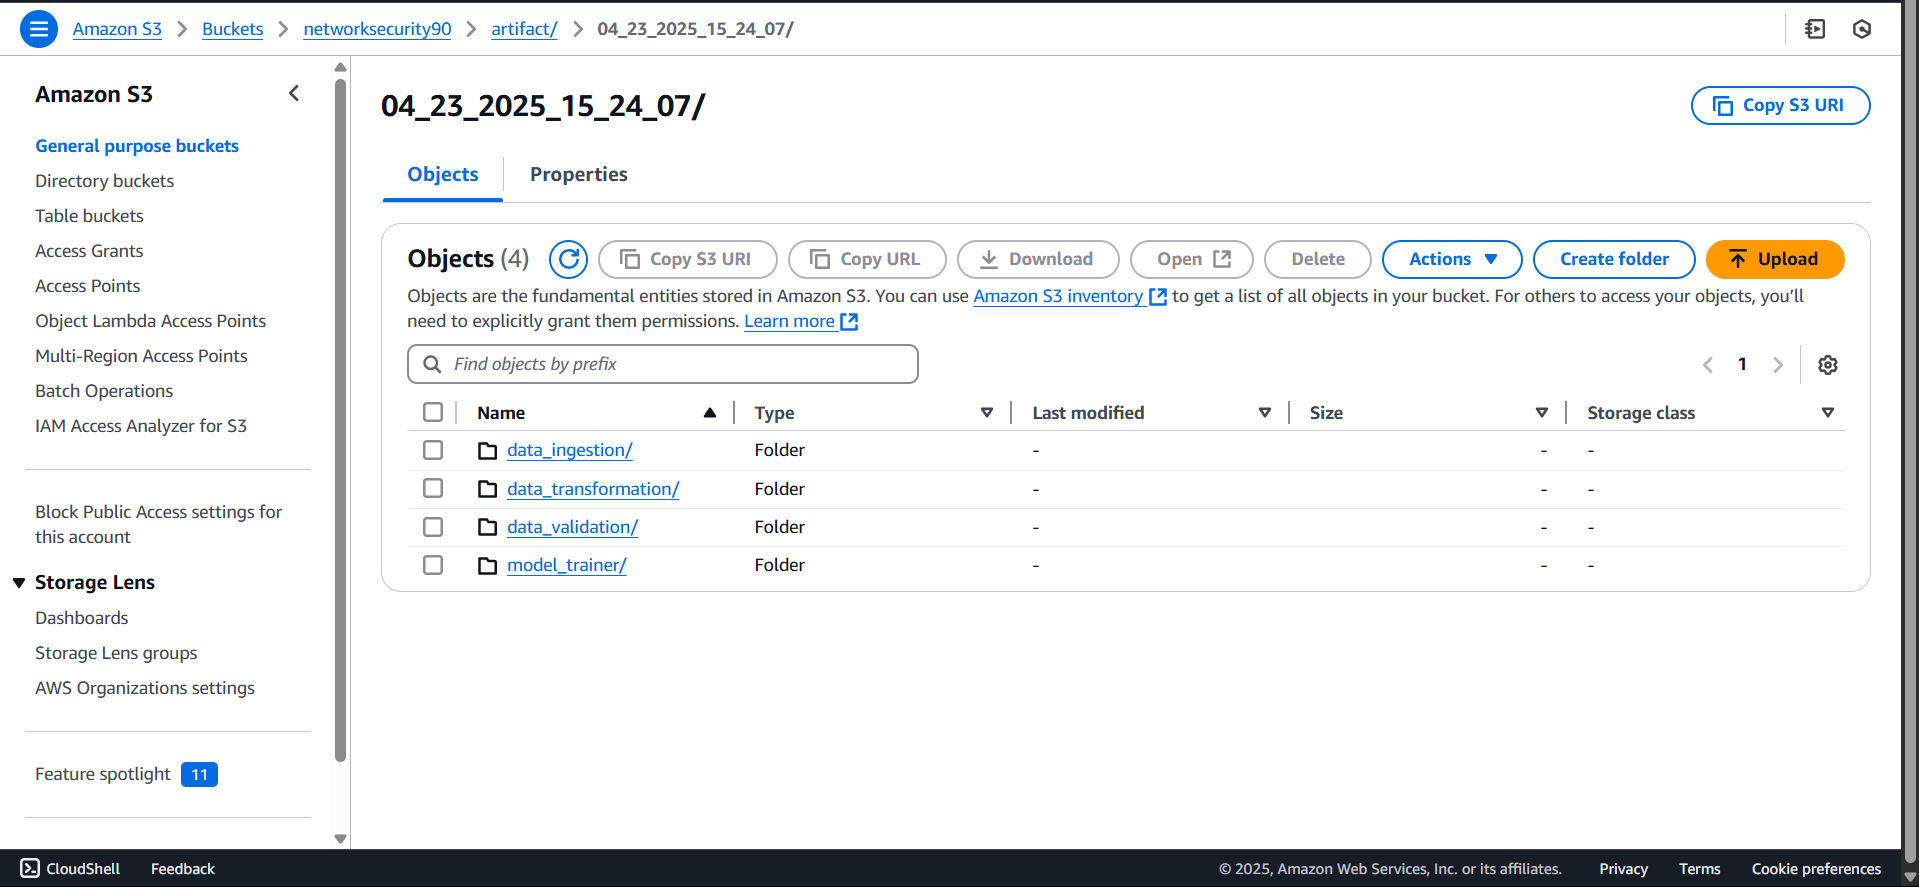 Amazon S3 Buckets networksecurity90 artifact/ 04_23_2025_15_24_07/
Amazon S3
General purpose buckets
Directory buckets
Table buckets
Access Grants
Access Points
Object Lambda Access Points
Multi-Region Access Points
Batch Operations
IAM Access Analyzer for S3
Block Public Access settings for
this account
Storage Lens
Dashboards
Storage Lens groups
AWS Organizations settings
Feature spotlight 11
04_23_2025_15_24_07/
Copy S3 URI
Objects Properties
Objects (4) Copy S3 URI Copy URL Download Open Delete Actions Create folder Upload
Objects are the fundamental entities stored in Amazon S3. You can use Amazon S3 inventory to get a list of all objects in your bucket. For others to access your objects, you’ll
need to explicitly grant them permissions. Learn more
Find objects by prefix
1
Name Type Last modified Size Storage class
data_ingestion/ Folder - - -
data_transformation/ Folder - - -
data_validation/ Folder - - -
model_trainer/ Folder - - -
CloudShell Feedback © 2025, Amazon Web Services, Inc. or its affiliates. Privacy Terms Cookie preferences